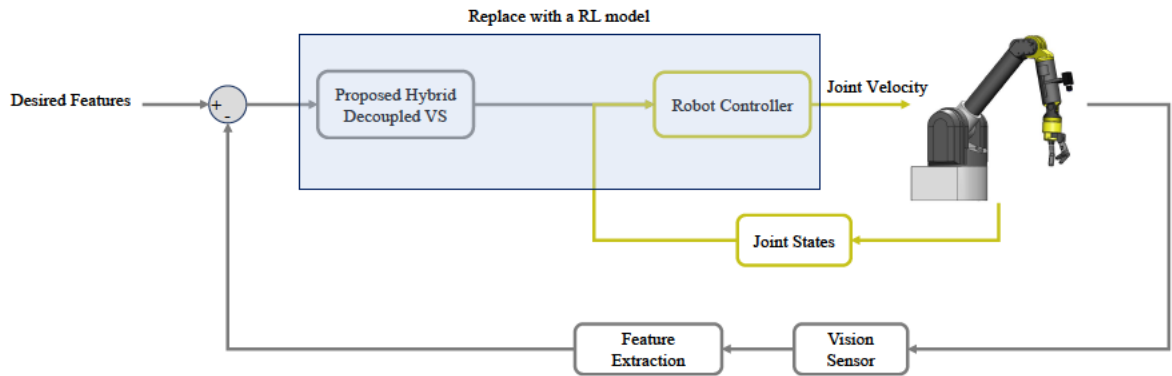 Replace with a RL model
Desired Features
+
-
Proposed Hybrid
Decoupled VS
Robot Controller
Joint Velocity
Joint States
Feature
Extraction
Vision
Sensor